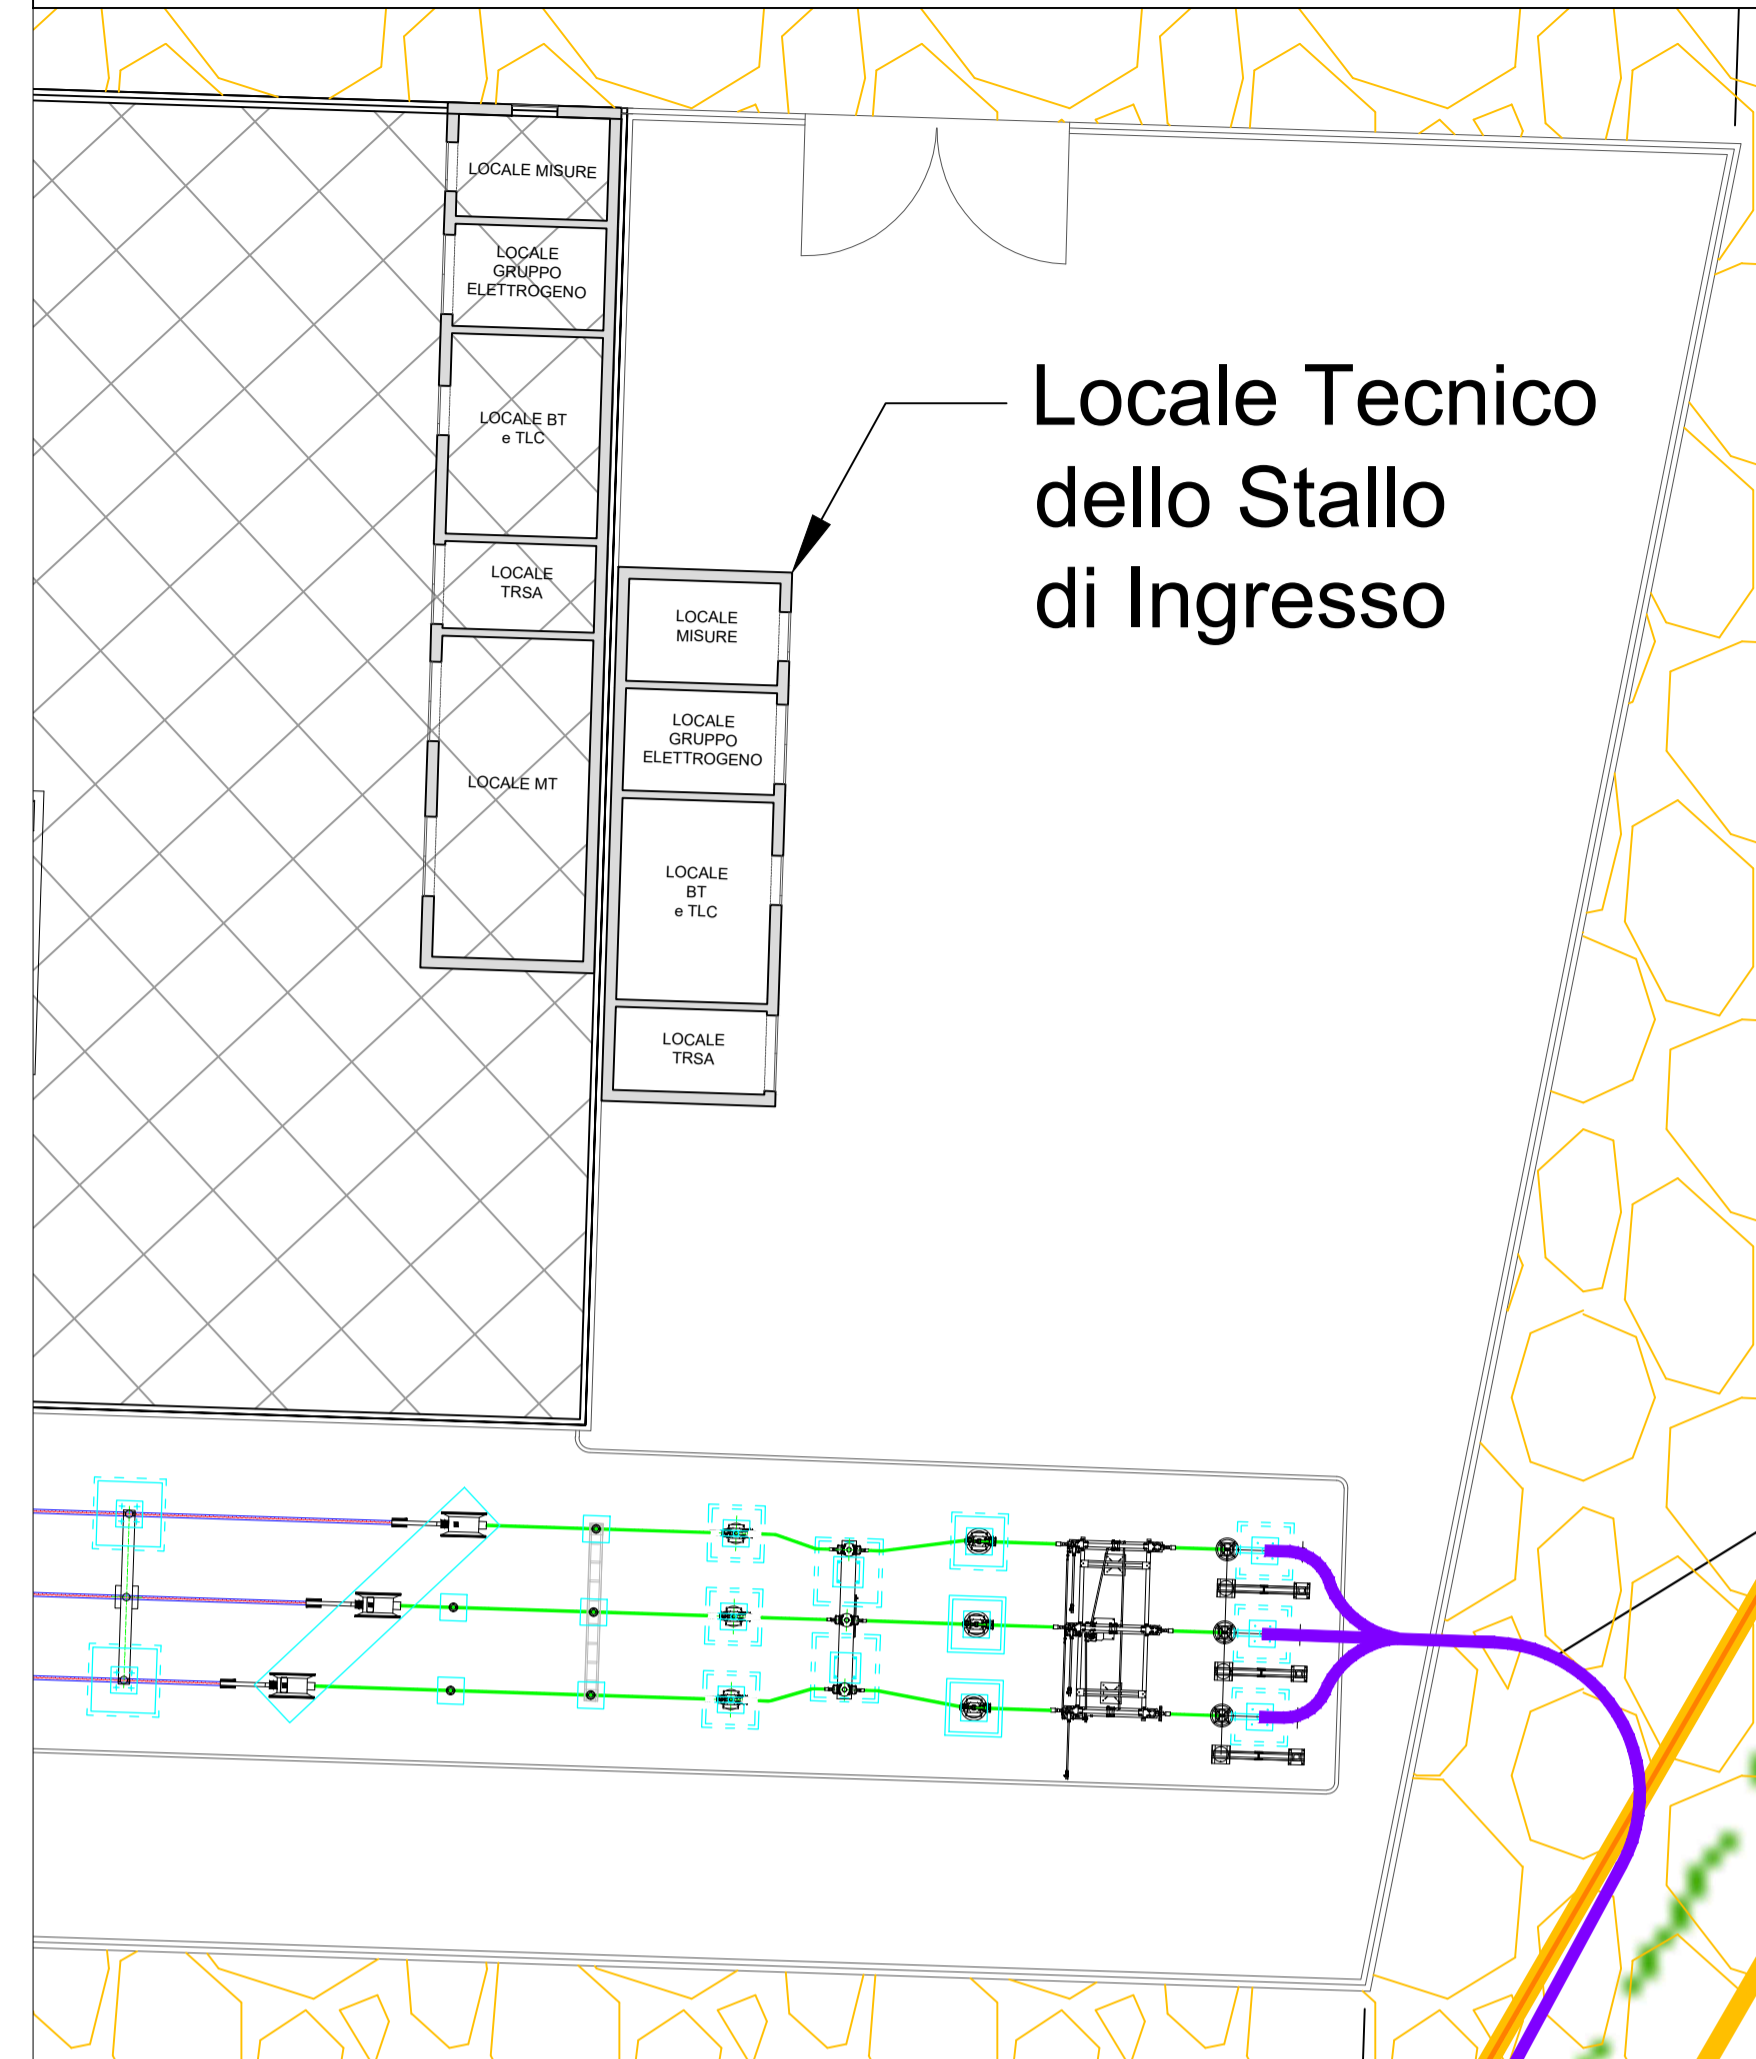 LOCALE MISURE
LOCALE
GRUPPO
ELETTROGENO
LOCALE BT
e TLC
LOCALE
TRSA
LOCALE MT
Locale Tecnico
dello Stallo
di Ingresso
LOCALE
MISURE
LOCALE
GRUPPO
ELETTROGENO
LOCALE
BT
e TLC
LOCALE
TRSA